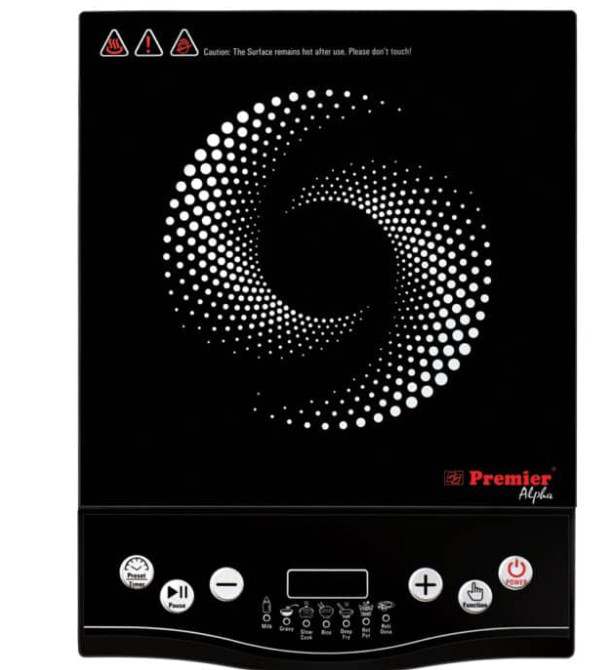 Caution: The Surface remains hot after use. Please don't touch!
Premier
Alpha
Preset
Timer
Pause
Function
POWER
Milk
Gravy
Slow
Cook
Rice
Deep
Fry
Hot
Pot
Roti
Dosa